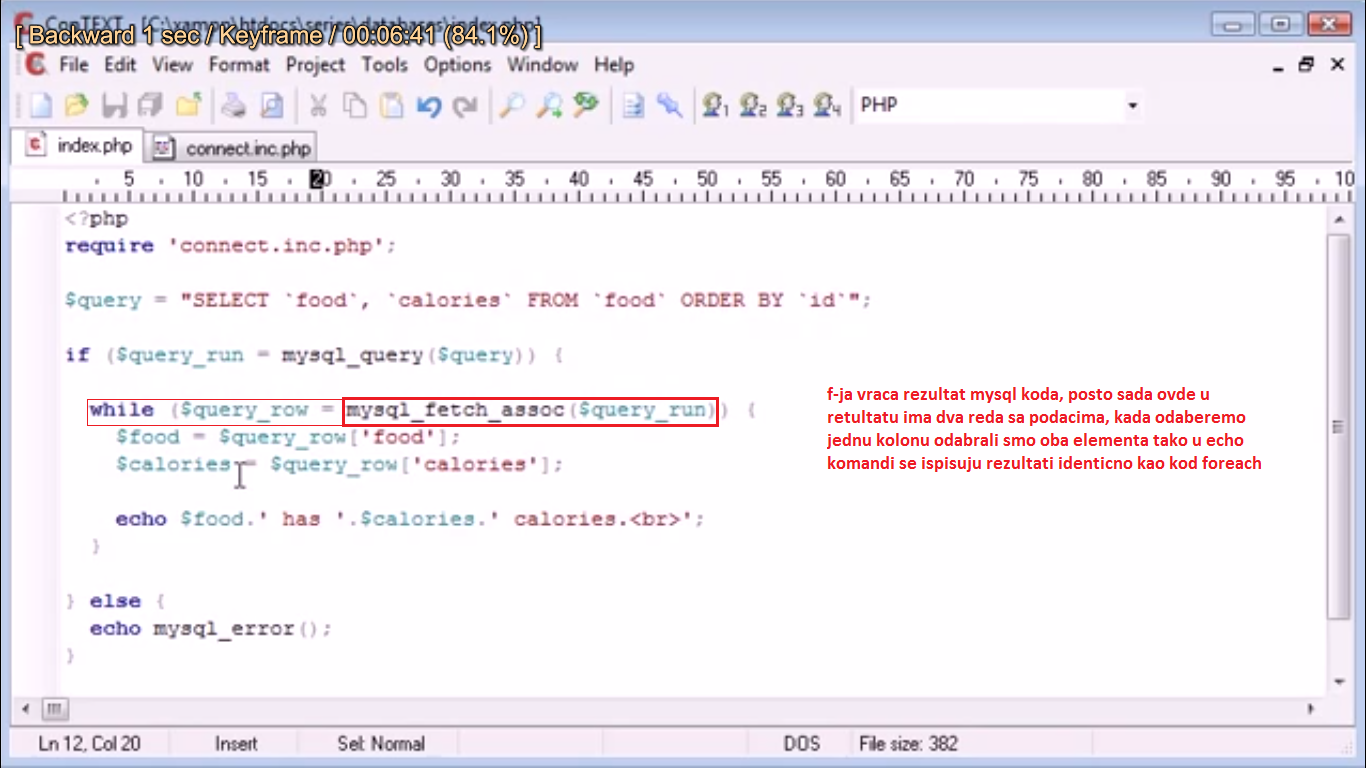 ConTEXT - [C:\xampp\htdocs\series\databases\index.php]
[ Backward 1 sec / Keyframe / 00:06:41 (84.1%) ]
File Edit View Format Project Tools Options Window Help
1 2 3 4 PHP
index.php connect.inc.php
5 10 15 20 25 30 35 40 45 50 55 60 65 70 75 80 85 90 95 10
<?php
require 'connect.inc.php';
$query = "SELECT `food`, `calories` FROM `food` ORDER BY `id`";
if ($query_run = mysql_query($query)) {
while ($query_row = mysql_fetch_assoc($query_run)) {
$food = $query_row['food'];
$calories = $query_row['calories'];
echo $food.' has '.$calories.' calories.<br>';
}
} else {
echo mysql_error();
}
f-ja vraca rezultat mysql koda, posto sada ovde u
retultatu ima dva reda sa podacima, kada odaberemo
jednu kolonu odabrali smo oba elementa tako u echo
komandi se ispisuju rezultati identicno kao kod foreach
Ln 12, Col 20 Insert Sel: Normal DOS File size: 382